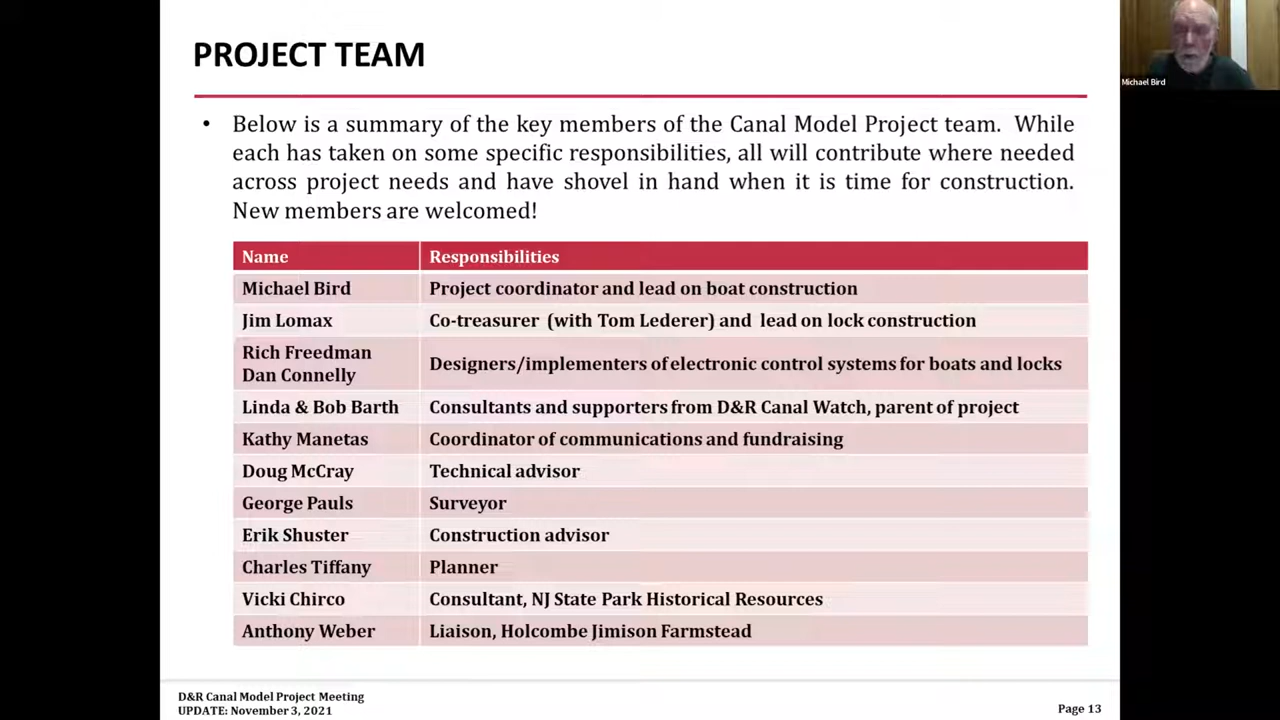 PROJECT TEAM
Michael Bird
• Below is a summary of the key members of the Canal Model Project team. While
each has taken on some specific responsibilities, all will contribute where needed
across project needs and have shovel in hand when it is time for construction.
New members are welcomed!
Name Responsibilities
Michael Bird Project coordinator and lead on boat construction
Jim Lomax Co-treasurer (with Tom Lederer) and lead on lock construction
Rich Freedman
Dan Connelly Designers/implementers of electronic control systems for boats and locks
Linda & Bob Barth Consultants and supporters from D&R Canal Watch, parent of project
Kathy Manetas Coordinator of communications and fundraising
Doug McCray Technical advisor
George Pauls Surveyor
Erik Shuster Construction advisor
Charles Tiffany Planner
Vicki Chirco Consultant, NJ State Park Historical Resources
Anthony Weber Liaison, Holcombe Jimison Farmstead
D&R Canal Model Project Meeting
UPDATE: November 3, 2021
Page 13